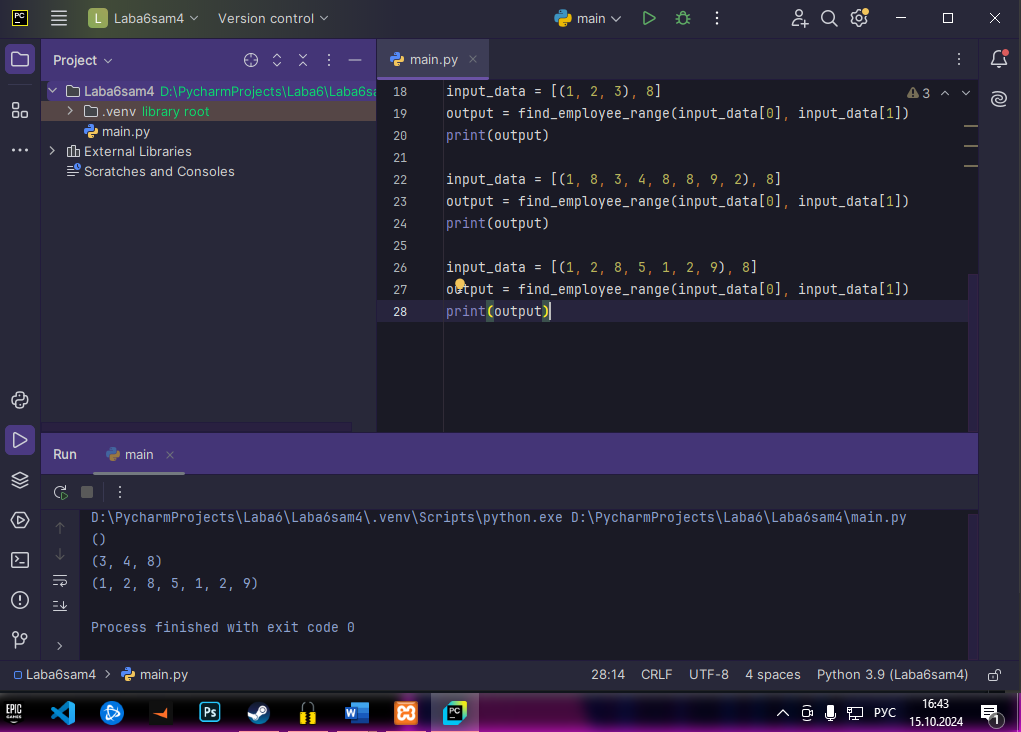 PC L Laba6sam4 Version control main
Project main.py
Laba6sam4 D:\PycharmProjects\Laba6\Laba6sa
.venv library root
main.py
External Libraries
Scratches and Consoles
18 input_data = [(1, 2, 3), 8] 3
19 output = find_employee_range(input_data[0], input_data[1])
20 print(output)
21
22 input_data = [(1, 8, 3, 4, 8, 8, 9, 2), 8]
23 output = find_employee_range(input_data[0], input_data[1])
24 print(output)
25
26 input_data = [(1, 2, 8, 5, 1, 2, 9), 8]
27 output = find_employee_range(input_data[0], input_data[1])
28 print(output)
Run main
D:\PycharmProjects\Laba6\Laba6sam4\.venv\Scripts\python.exe D:\PycharmProjects\Laba6\Laba6sam4\main.py
()
(3, 4, 8)
(1, 2, 8, 5, 1, 2, 9)
Process finished with exit code 0
Laba6sam4 main.py 28:14 CRLF UTF-8 4 spaces Python 3.9 (Laba6sam4)
EPIC GAMES Ps W PC РУС 16:43
15.10.2024 1